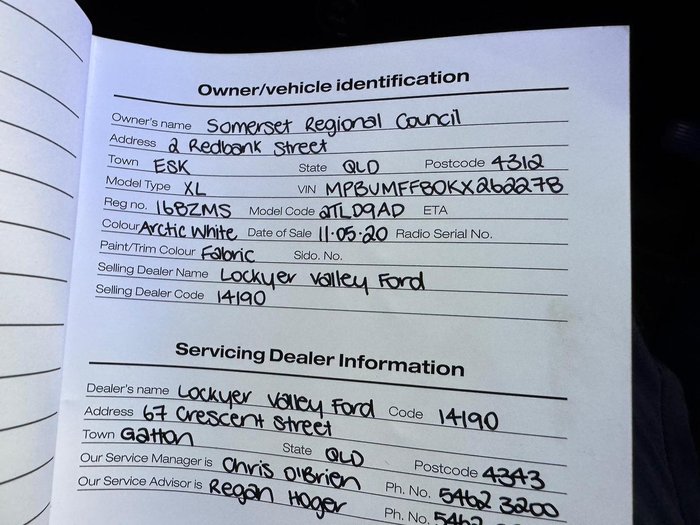 Owner/vehicle identification
Owner's name Somerset Regional Council
Address 2 Redbank Street
Town ESK State QLD Postcode 4312
Model Type XL VIN MPBUMFFB0KX262278
Reg no. 168ZMS Model Code 2TLD9AD ETA
Colour Arctic White Date of Sale 11.05.20 Radio Serial No.
Paint/Trim Colour Fabric Sido. No.
Selling Dealer Name Lockyer Valley Ford
Selling Dealer Code 14190
Servicing Dealer Information
Dealer's name Lockyer Valley Ford Code 14190
Address 67 Crescent Street
Town Gatton State QLD Postcode 4343
Our Service Manager is Chris O'Brien Ph. No. 5462 3200
Our Service Advisor is Regan Hoger Ph. No. 5462